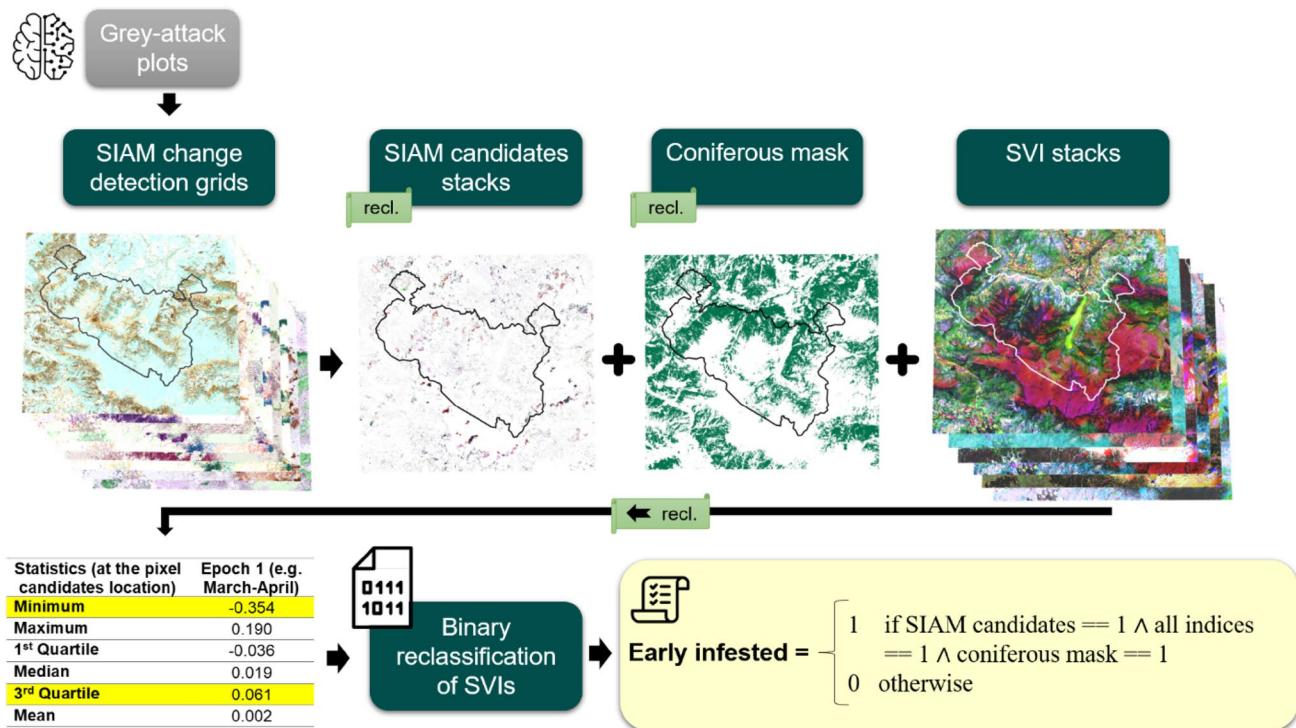 Grey-attack
plots
SIAM change
detection grids
SIAM candidates
stacks
recl.
Coniferous mask
recl.
SVI stacks
recl.
Statistics (at the pixel
candidates location)
Epoch 1 (e.g.
March-April)
Minimum -0.354
Maximum 0.190
1st Quartile -0.036
Median 0.019
3rd Quartile 0.061
Mean 0.002
0111
1011
Binary
reclassification
of SVIs
Early infested =
1 if SIAM candidates == 1 ∧ all indices
== 1 ∧ coniferous mask == 1
0 otherwise